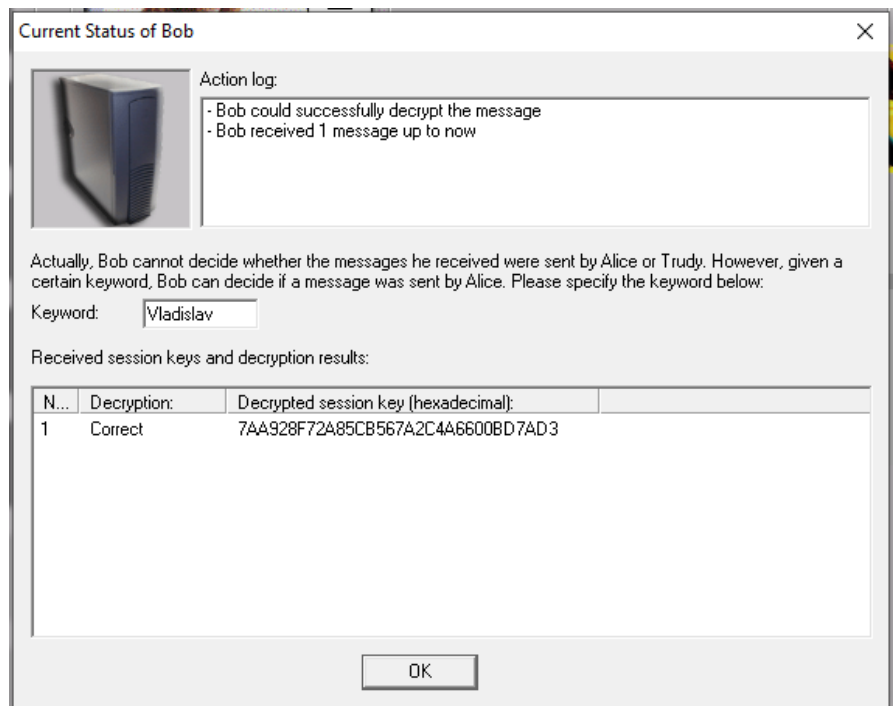 Current Status of Bob
Action log:
- Bob could successfully decrypt the message
- Bob received 1 message up to now
Actually, Bob cannot decide whether the messages he received were sent by Alice or Trudy. However, given a
certain keyword, Bob can decide if a message was sent by Alice. Please specify the keyword below:
Keyword: Vladislav
Received session keys and decryption results:
N... Decryption: Decrypted session key (hexadecimal):
1 Correct 7AA928F72A85CB567A2C4A6600BD7AD3
OK